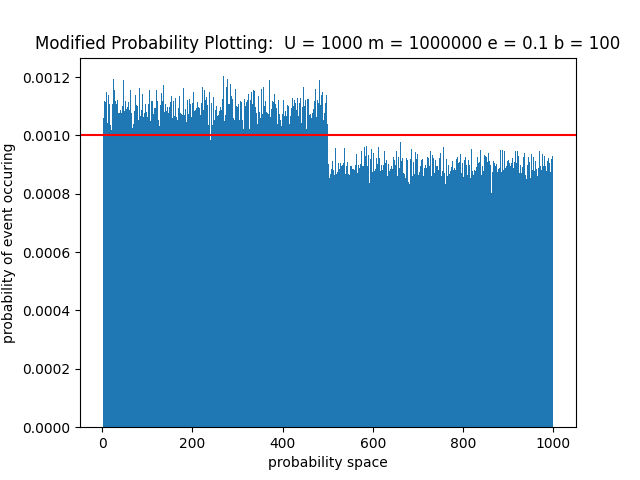 Modified Probability Plotting:  U = 1000 m = 1000000 e = 0.1 b = 100
0.0012
0.0010
0.0008
0.0006
0.0004
0.0002
0.0000
probability of event occuring
0 200 400 600 800 1000
probability space